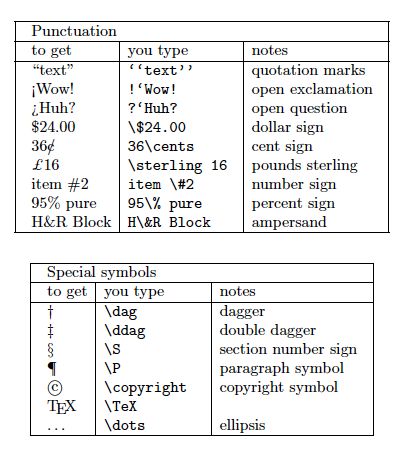 Punctuation
to get you type notes
“text” ‘‘text’’ quotation marks
¡Wow! !‘Wow! open exclamation
¿Huh? ?‘Huh? open question
$24.00 \$24.00 dollar sign
36¢ 36\cents cent sign
£16 \sterling 16 pounds sterling
item #2 item \#2 number sign
95% pure 95\% pure percent sign
H&R Block H\&R Block ampersand
Special symbols
to get you type notes
† \dag dagger
‡ \ddag double dagger
§ \S section number sign
¶ \P paragraph symbol
© \copyright copyright symbol
TEX \TeX
... \dots ellipsis